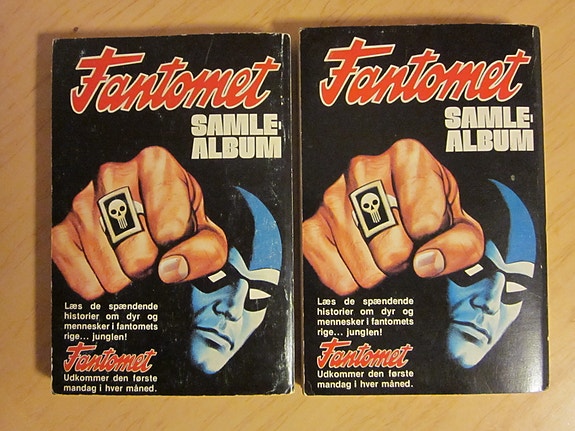 Fantomet
SAMLE-
ALBUM
Læs de spændende
historier om dyr og
mennesker i fantomets
rige... junglen!
Fantomet
Udkommer den første
mandag i hver måned.
Fantomet
SAMLE-
ALBUM
Læs de spændende
historier om dyr og
mennesker i fantomets
rige... junglen!
Fantomet
Udkommer den første
mandag i hver måned.